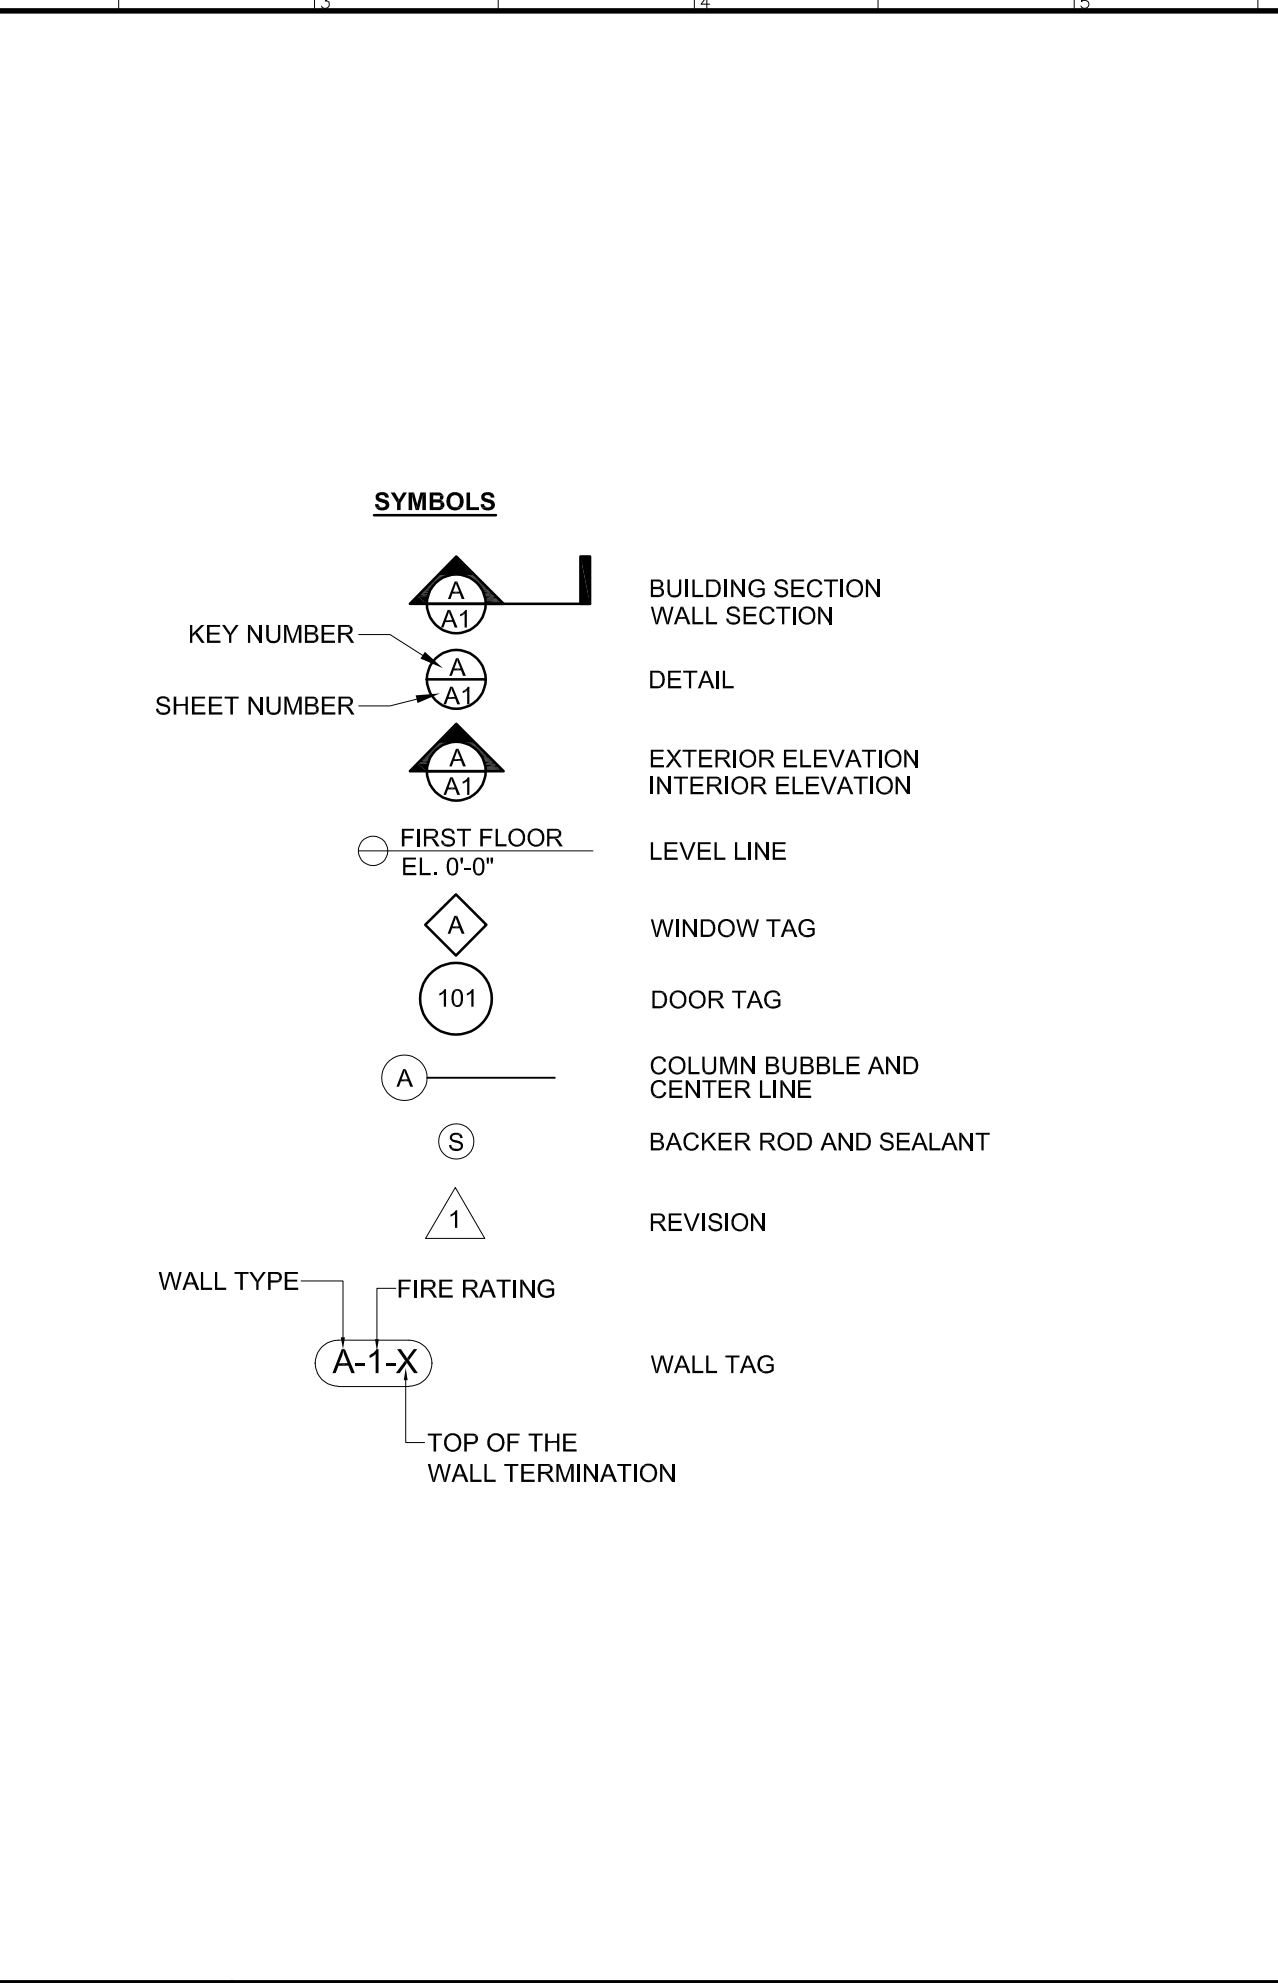 3 4 5
SYMBOLS
A
A1
BUILDING SECTION
WALL SECTION
KEY NUMBER
A
A1
DETAIL
SHEET NUMBER
A
A1
EXTERIOR ELEVATION
INTERIOR ELEVATION
FIRST FLOOR
EL. 0'-0"
LEVEL LINE
A
WINDOW TAG
101
DOOR TAG
A
COLUMN BUBBLE AND
CENTER LINE
S
BACKER ROD AND SEALANT
1
REVISION
WALL TYPE
FIRE RATING
A-1-X
WALL TAG
TOP OF THE
WALL TERMINATION